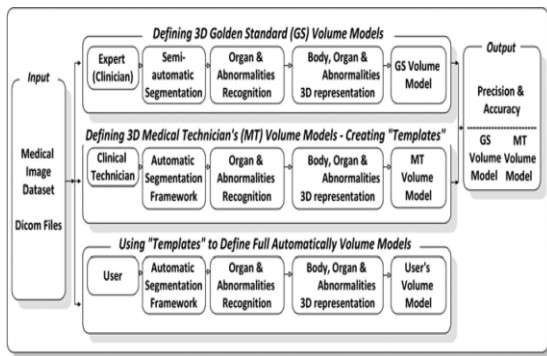 Defining 3D Golden Standard (GS) Volume Models
Input
Medical
Image
Dataset
Dicom Files
Expert
(Clinician)
Semi-
automatic
Segmentation
Organ &
Abnormalities
Recognition
Body, Organ &
Abnormalities
3D representation
GS Volume
Model
Defining 3D Medical Technician's (MT) Volume Models - Creating "Templates"
Clinical
Technician
Automatic
Segmentation
Framework
Organ &
Abnormalities
Recognition
Body, Organ &
Abnormalities
3D representation
MT
Volume
Model
Using "Templates" to Define Full Automatically Volume Models
User
Automatic
Segmentation
Framework
Organ &
Abnormalities
Recognition
Body, Organ &
Abnormalities
3D representation
User's
Volume
Model
Output
Precision &
Accuracy
GS MT
Volume Volume
Model Model